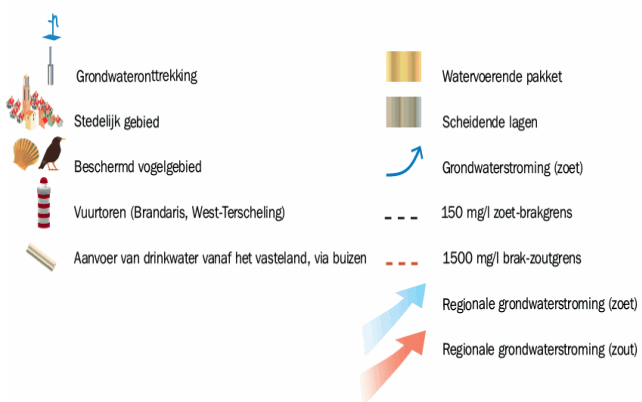 Grondwateronttrekking
Stedelijk gebied
Beschermd vogelgebied
Vuurtoren (Brandaris, West-Terscheling)
Aanvoer van drinkwater vanaf het vasteland, via buizen
Watervoerende pakket
Scheidende lagen
Grondwaterstroming (zoet)
150 mg/l zoet-brakgrens
1500 mg/l brak-zoutgrens
Regionale grondwaterstroming (zoet)
Regionale grondwaterstroming (zout)